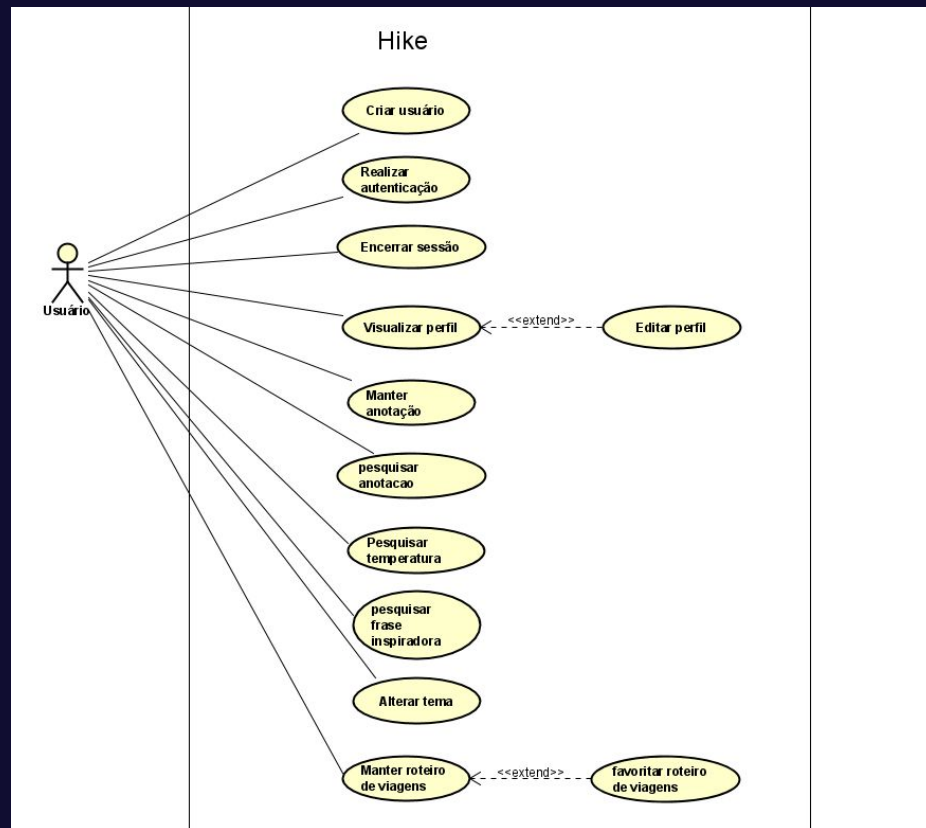 Hike
Criar usuário
Realizar
autenticação
Encerrar sessão
Usuário
Visualizar perfil
<<extend>>
Editar perfil
Manter
anotação
pesquisar
anotacao
Pesquisar
temperatura
pesquisar
frase
inspiradora
Alterar tema
Manter roteiro
de viagens
<<extend>>
favoritar roteiro
de viagens